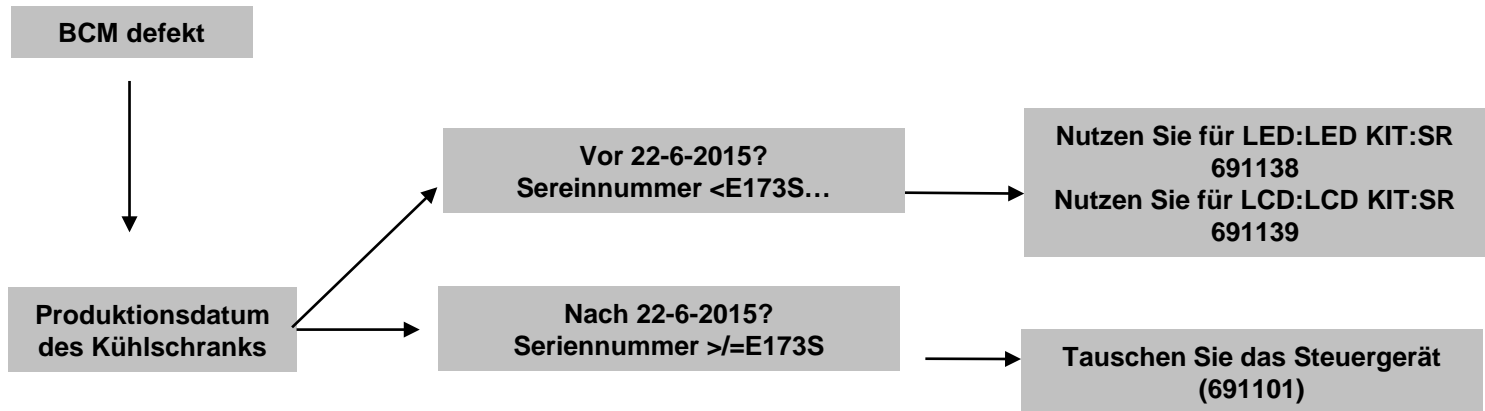 BCM defekt
Produktionsdatum
des Kühlschranks
Vor 22-6-2015?
Sereinnummer <E173S…
Nutzen Sie für LED:LED KIT:SR
691138
Nutzen Sie für LCD:LCD KIT:SR
691139
Nach 22-6-2015?
Seriennummer >/=E173S
Tauschen Sie das Steuergerät
(691101)